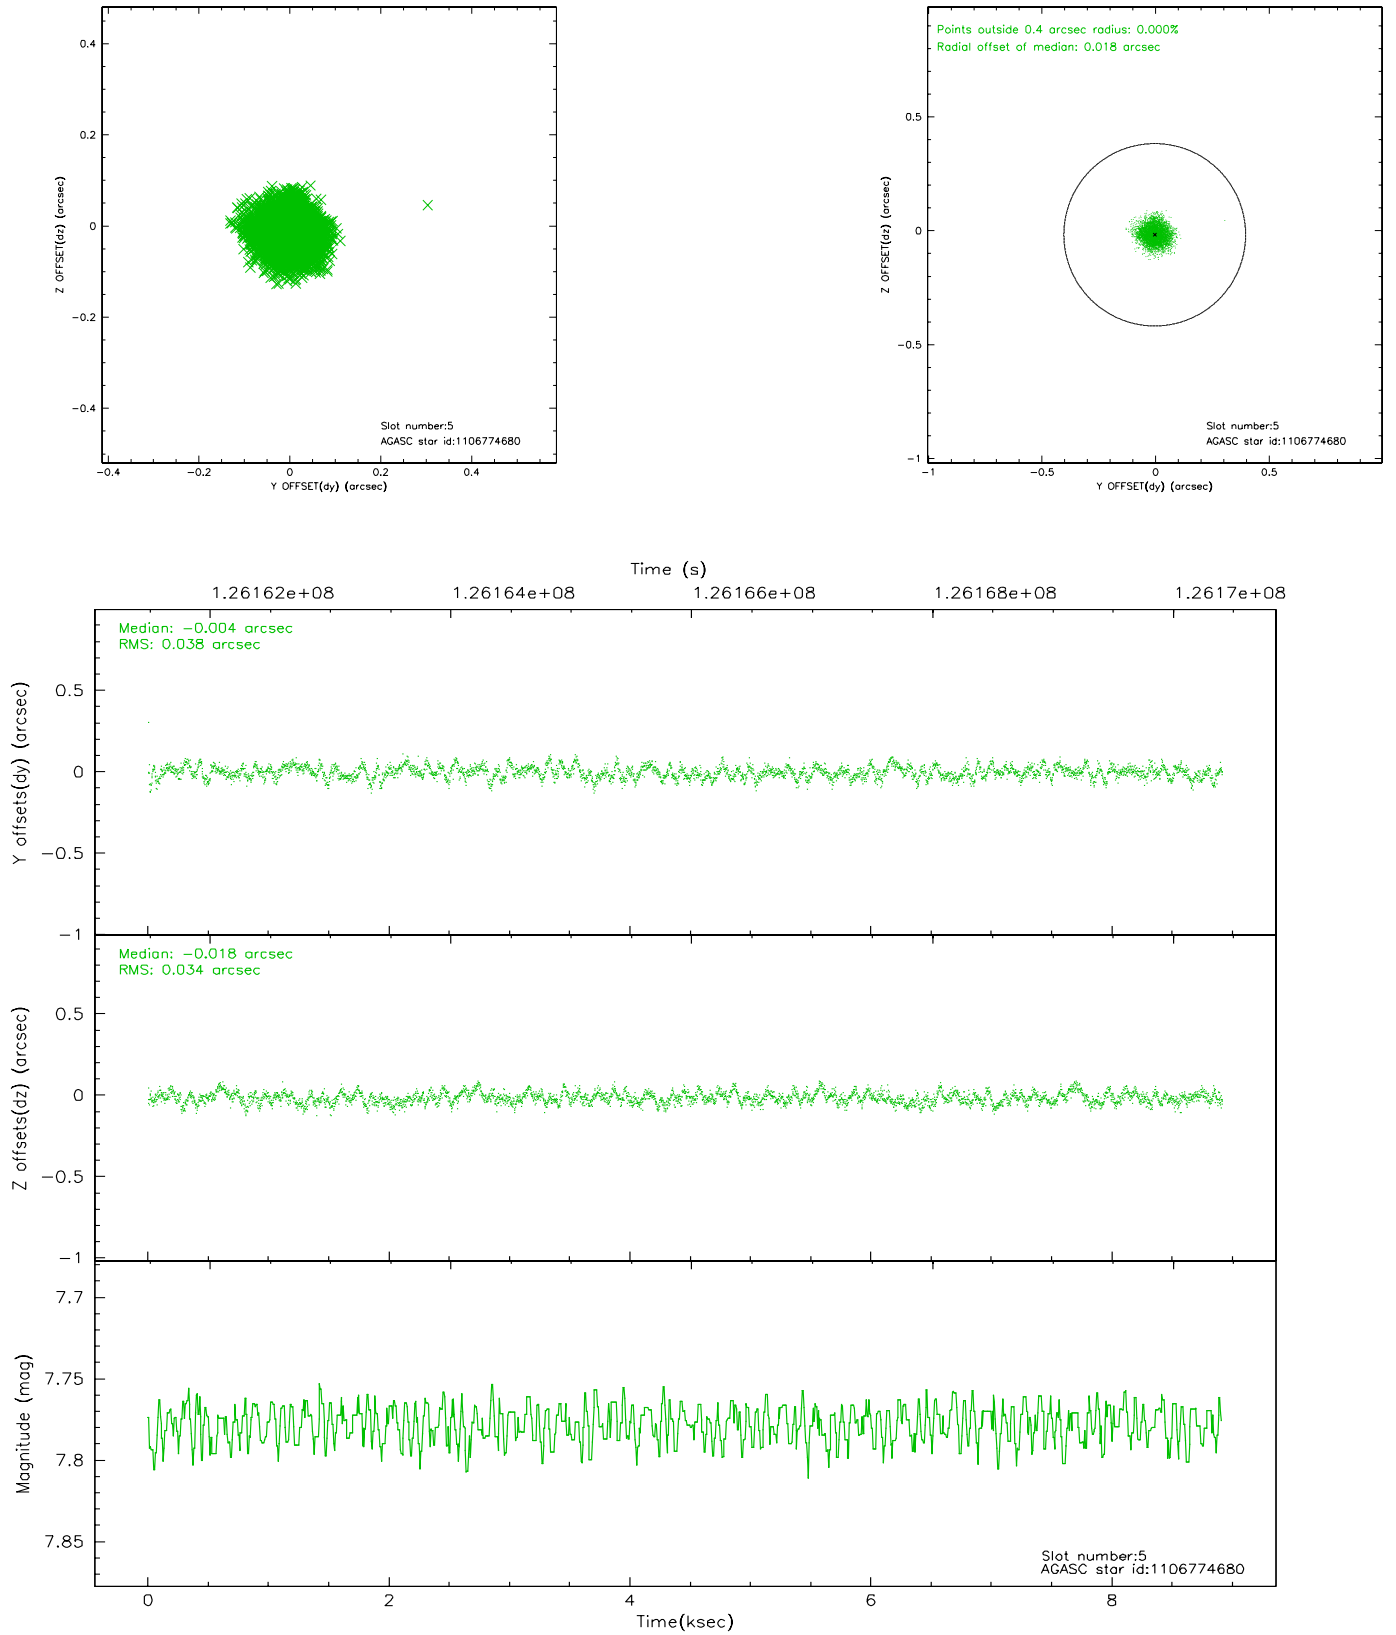 0.4
0.2
0
−0.2
−0.4
Z OFFSET(dz) (arcsec)
−0.4
−0.2
0
0.2
0.4
Y OFFSET(dy) (arcsec)
Slot number:5
AGASC star id:1106774680
Points outside 0.4 arcsec radius: 0.000%
Radial offset of median: 0.018 arcsec
0.5
0
−0.5
−1
Z OFFSET(dz) (arcsec)
−1
−0.5
0
0.5
Y OFFSET(dy) (arcsec)
Slot number:5
AGASC star id:1106774680
Time (s)
1.26162e+08
1.26164e+08
1.26166e+08
1.26168e+08
1.2617e+08
Median: −0.004 arcsec
RMS: 0.038 arcsec
0.5
0
−0.5
−1
Y offsets(dy) (arcsec)
Median: −0.018 arcsec
RMS: 0.034 arcsec
0.5
0
−0.5
−1
Z offsets(dz) (arcsec)
7.7
7.75
7.8
7.85
Magnitude (mag)
Slot number:5
AGASC star id:1106774680
0
2
4
6
8
Time(ksec)